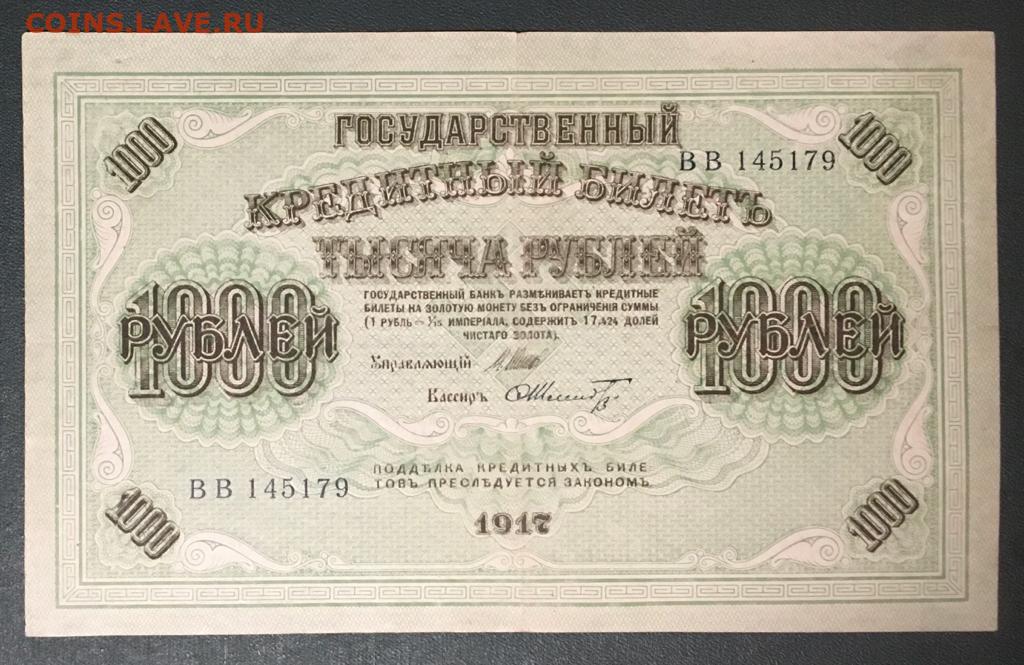 COINS.LAVE.RU
ГОСУДАРСТВЕННЫЙ
1000
1000
ВВ 145179
КРЕДИТНЫЙ БИЛЕТЪ
ТЫСЯЧА РУБЛЕЙ
ГОСУДАРСТВЕННЫЙ БАНКЪ РАЗМѢНИВАЕТЪ КРЕДИТНЫЕ
БИЛЕТЫ НА ЗОЛОТУЮ МОНЕТУ БЕЗЪ ОГРАНИЧЕНІЯ СУММЫ
(1 РУБЛЬ = 1/15 ИМПЕРІАЛА, СОДЕРЖИТЪ 17,424 ДОЛЕЙ
ЧИСТАГО ЗОЛОТА).
1000 РУБЛЕЙ
1000 РУБЛЕЙ
Управляющій
Кассиръ
ПОДДѢЛКА КРЕДИТНЫХЪ БИЛЕ
ТОВЪ ПРЕСЛѢДУЕТСЯ ЗАКОНОМЪ
ВВ 145179
1917
1000
1000